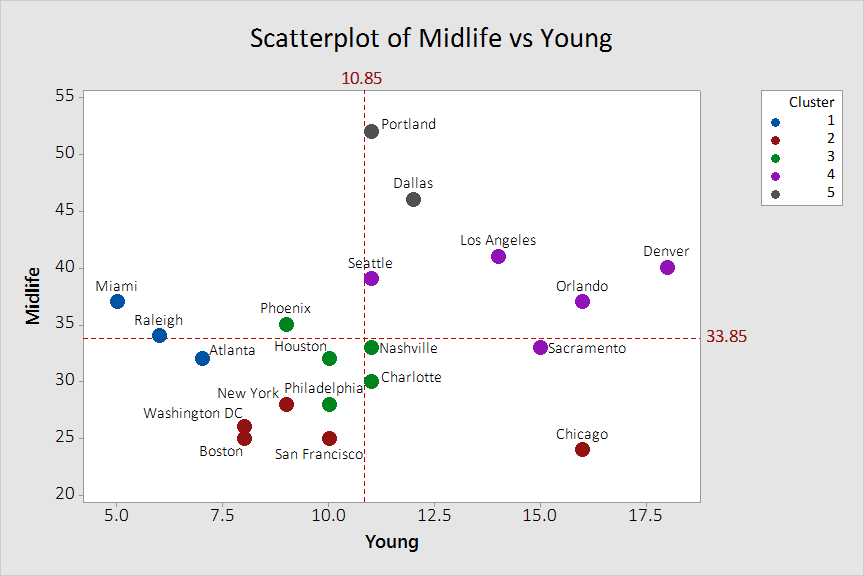 Scatterplot of Midlife vs Young
10.85
Cluster
1
2
3
4
5
55
50
45
40
35
30
25
20
Midlife
Portland
Dallas
Los Angeles
Denver
Seattle
Miami
Orlando
Phoenix
Raleigh
33.85
Houston
Nashville
Sacramento
Atlanta
Charlotte
Philadelphia
New York
Washington DC
Boston
San Francisco
Chicago
5.0
7.5
10.0
12.5
15.0
17.5
Young